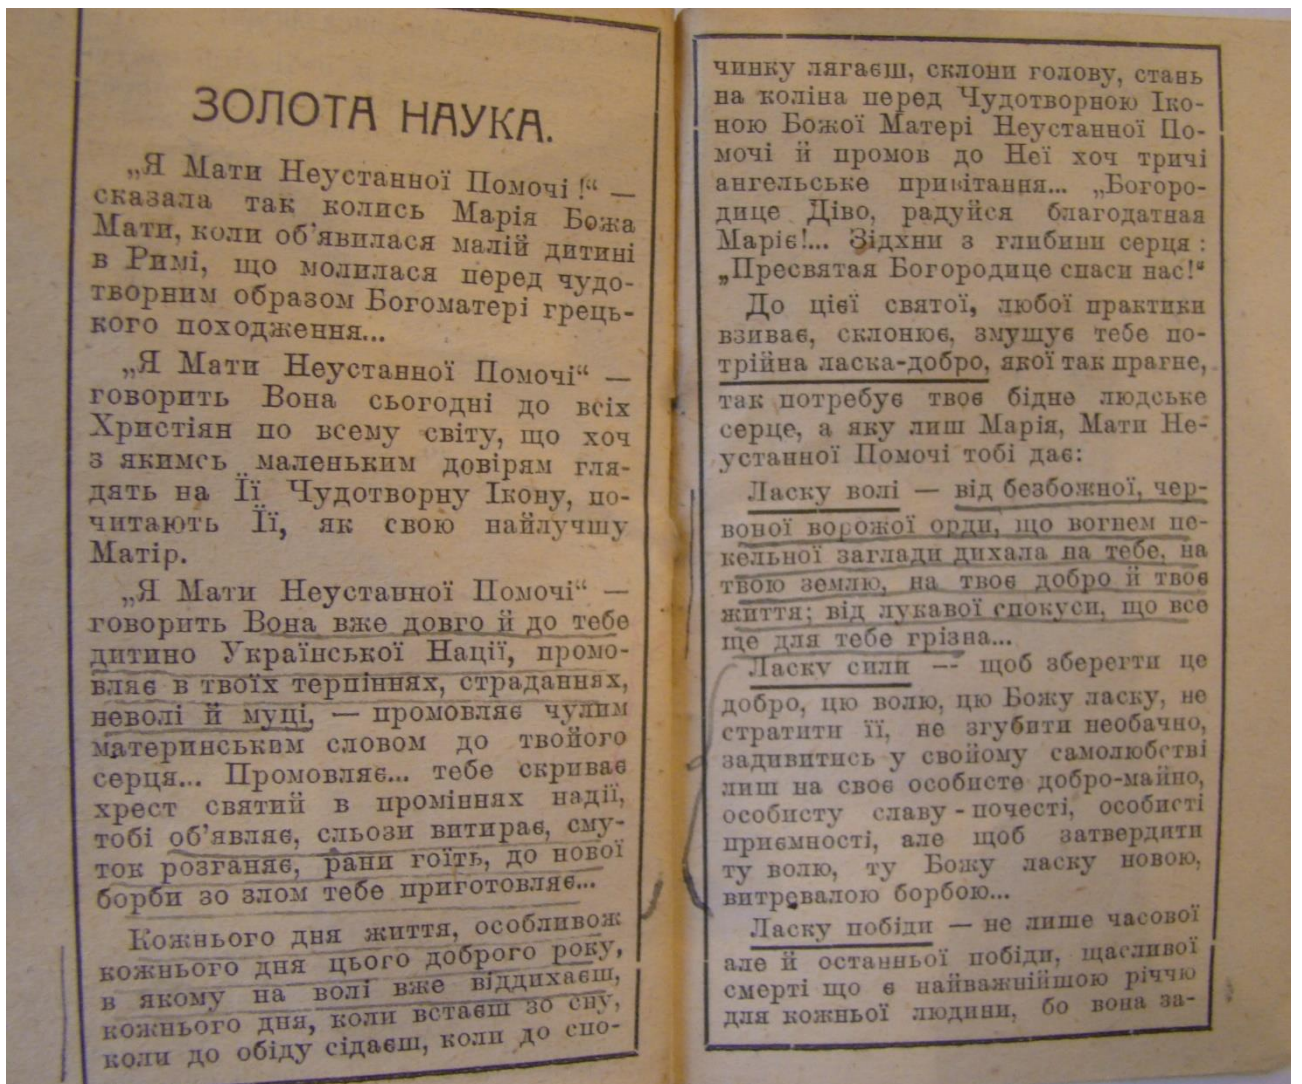 ЗОЛОТА НАУКА.
„Я Мати Неустанної Помочі!“ —
сказала так колись Марія Божа
Мати, коли об’явилася малій дитині
в Римі, що молилася перед чудо-
творним образом Богоматері грець-
кого походження...
„Я Мати Неустанної Помочі“ —
говорить Вона сьогодні до всіх
Христіян по всему світу, що хоч
з якимсь маленьким довірям гля-
дять на Її Чудотворну Ікону, по-
читають Її, як свою найлучшу
Матір.
„Я Мати Неустанної Помочі“ —
говорить Вона вже довго й до тебе
дитино Української Нації, промо-
вляє в твоїх терпіннях, страданнях,
неволі й муці, — промовляє чулим
материнським словом до твойого
серця... Промовляє... тебе скриває
хрест святий в проміннях надії,
тобі об’являє, сльози витирає, сму-
ток розганяє, рани гоїть, до нової
борби зо злом тебе приготовляє...
Кожнього дня життя, особливож
кожнього дня цього доброго року,
в якому на волі вже віддихаєш,
кожнього дня, коли встаєш зо сну,
коли до обіду сідаєш, коли до спо-
чинку лягаєш, склони голову, стань
на коліна перед Чудотворною Іко-
ною Божої Матері Неустанної По-
мочі й промов до Неї хоч тричі
ангельське привітання... „Богоро-
дице Діво, радуйся благодатная
Маріє!... Зідхни з глибини серця :
„Пресвятая Богородице спаси нас!“
До цієї святої, любої практики
взиває, склонює, змушує тебе по-
трійна ласка-добро, якої так прагне,
так потребує твоє бідне людське
серце, а яку лиш Марія, Мати Не-
устанної Помочі тобі дає:
Ласку волі — від безбожної, чер-
воної ворожої орди, що вогнем пе-
кельної заглади дихала на тебе, на
твою землю, на твоє добро й твоє
життя; від лукавої спокуси, що все
ще для тебе грізна...
Ласку сили — щоб зберегти це
добро, цю волю, цю Божу ласку, не
стратити її, не згубити необачно,
задивитись у свойому самолюбстві
лиш на своє особисте добро-майно,
особисту славу - почесті, особисті
приємності, але щоб затвердити
ту волю, ту Божу ласку новою,
витревалою борбою...
Ласку побіди — не лише часової
але й останньої побіди, щасливої
смерті що є найважнійшою річчю
для кожньої людини, бо вона за-